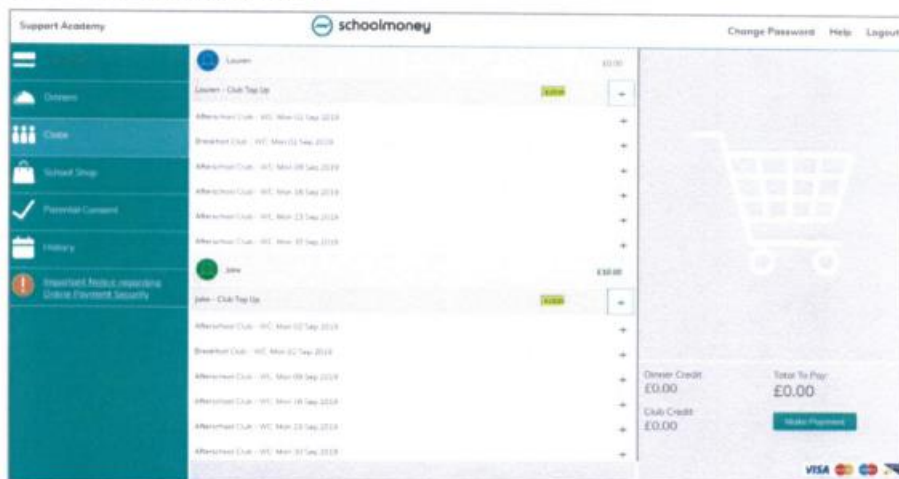 Support Academy
schoolmoney
Change Password Help Logout
Dinners
Clubs
School Shop
Parental Consent
History
Important Notice regarding
Online Payment Security
Lauren
£0.00
Lauren - Club Top Up
Afterschool Club - WC: Mon 02 Sep 2019
Breakfast Club - WC: Mon 02 Sep 2019
Afterschool Club - WC: Mon 09 Sep 2019
Afterschool Club - WC: Mon 16 Sep 2019
Afterschool Club - WC: Mon 23 Sep 2019
Afterschool Club - WC: Mon 30 Sep 2019
Jake
£10.00
Jake - Club Top Up
Afterschool Club - WC: Mon 02 Sep 2019
Breakfast Club - WC: Mon 02 Sep 2019
Afterschool Club - WC: Mon 09 Sep 2019
Afterschool Club - WC: Mon 16 Sep 2019
Afterschool Club - WC: Mon 23 Sep 2019
Afterschool Club - WC: Mon 30 Sep 2019
Dinner Credit:
£0.00
Total To Pay:
£0.00
Club Credit:
£0.00
Make Payment
VISA